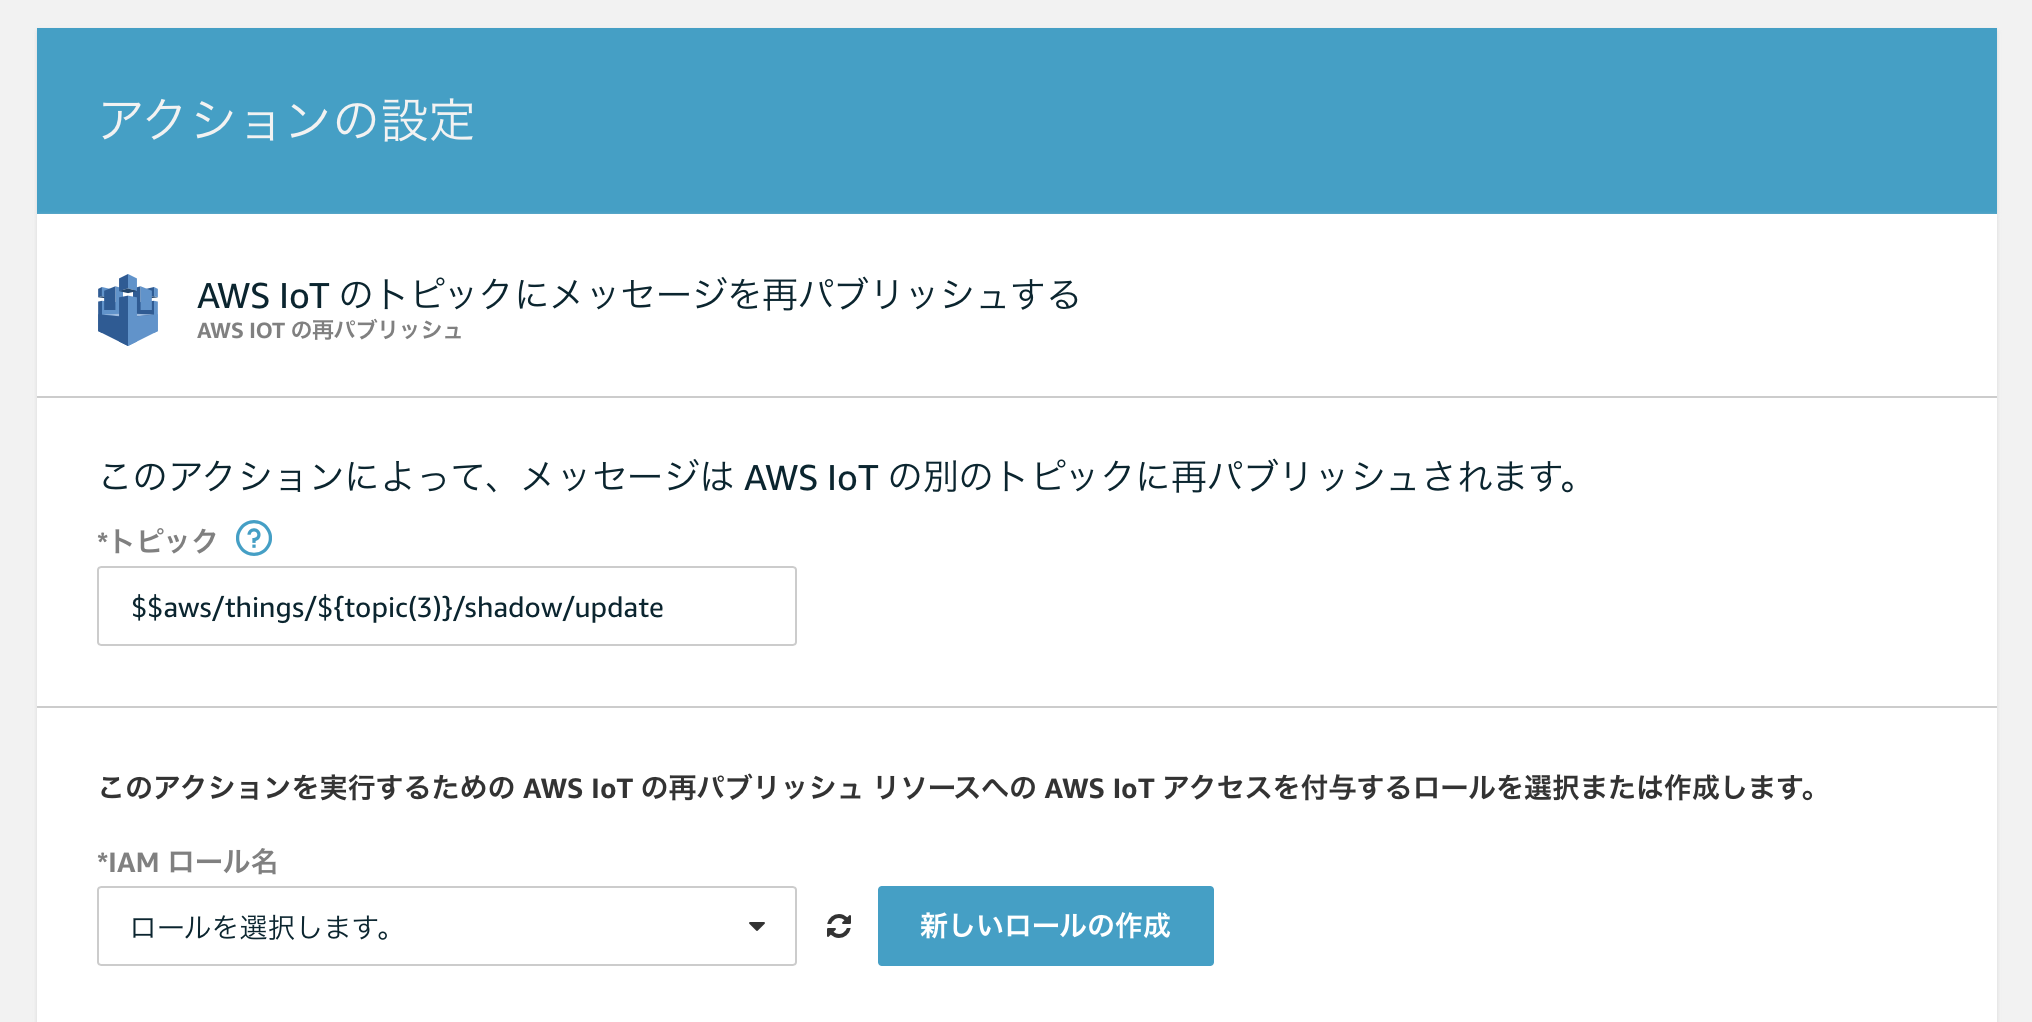 アクションの設定
AWS IoT のトピックにメッセージを再パブリッシュする
AWS IOT の再パブリッシュ
このアクションによって、メッセージは AWS IoT の別のトピックに再パブリッシュされます。
*トピック ?
$$aws/things/${topic(3)}/shadow/update
このアクションを実行するための AWS IoT の再パブリッシュ リソースへの AWS IoT アクセスを付与するロールを選択または作成します。
*IAM ロール名
ロールを選択します。 新しいロールの作成